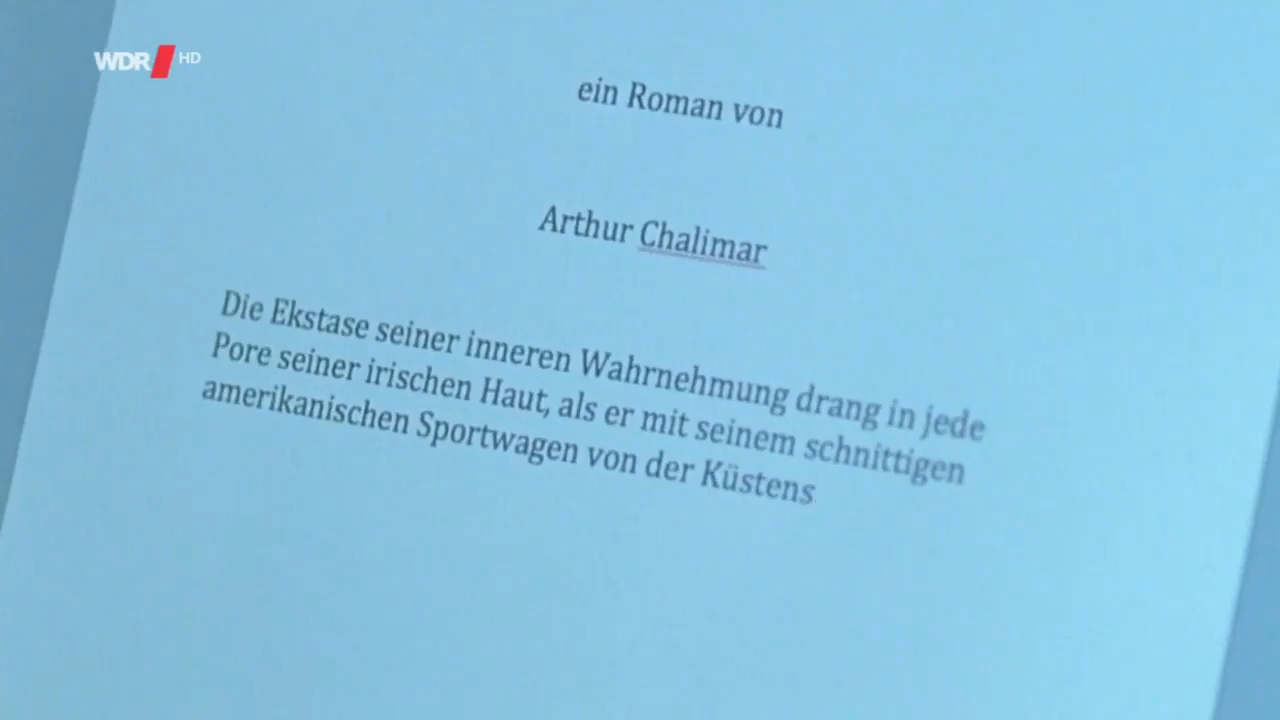 WDR HD
ein Roman von
Arthur Chalimar
Die Ekstase seiner inneren Wahrnehmung drang in jede
Pore seiner irischen Haut, als er mit seinem schnittigen
amerikanischen Sportwagen von der Küstens